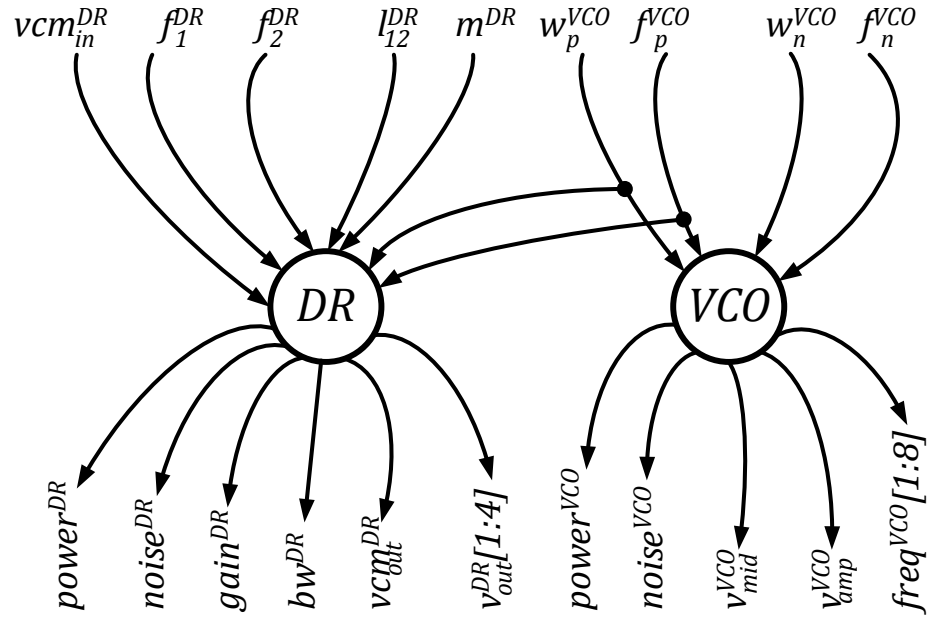 vcm_in^DR f_1^DR f_2^DR l_12^DR m^DR w_p^VCO f_p^VCO w_n^VCO f_n^VCO
DR VCO
power^DR noise^DR gain^DR bw^DR vcm_out^DR v_out^DR[1:4] power^VCO noise^VCO v_mid^VCO v_amp^VCO freq^VCO[1:8]